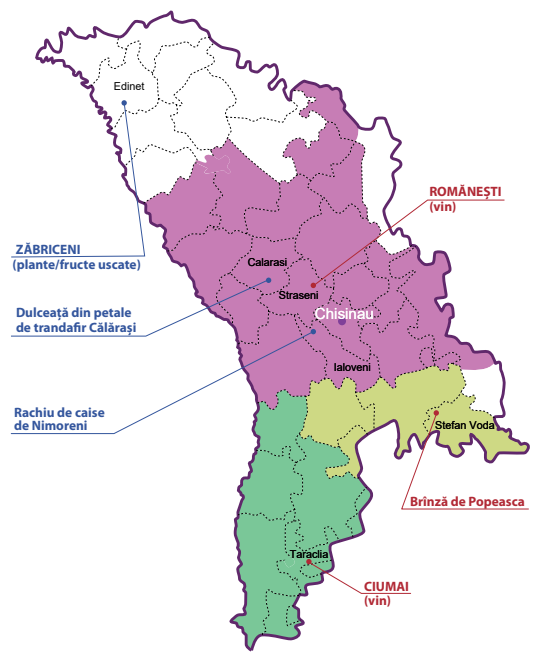 Edinet
ROMÂNEȘTI
(vin)
ZĂBRICENI
(plante/fructe uscate)
Calarasi
Straseni
Dulceață din petale
de trandafir Călărași
Chisinau
Ialoveni
Rachiu de caise
de Nimoreni
Stefan Voda
Brînză de Popeasca
Taraclia
CIUMAI
(vin)